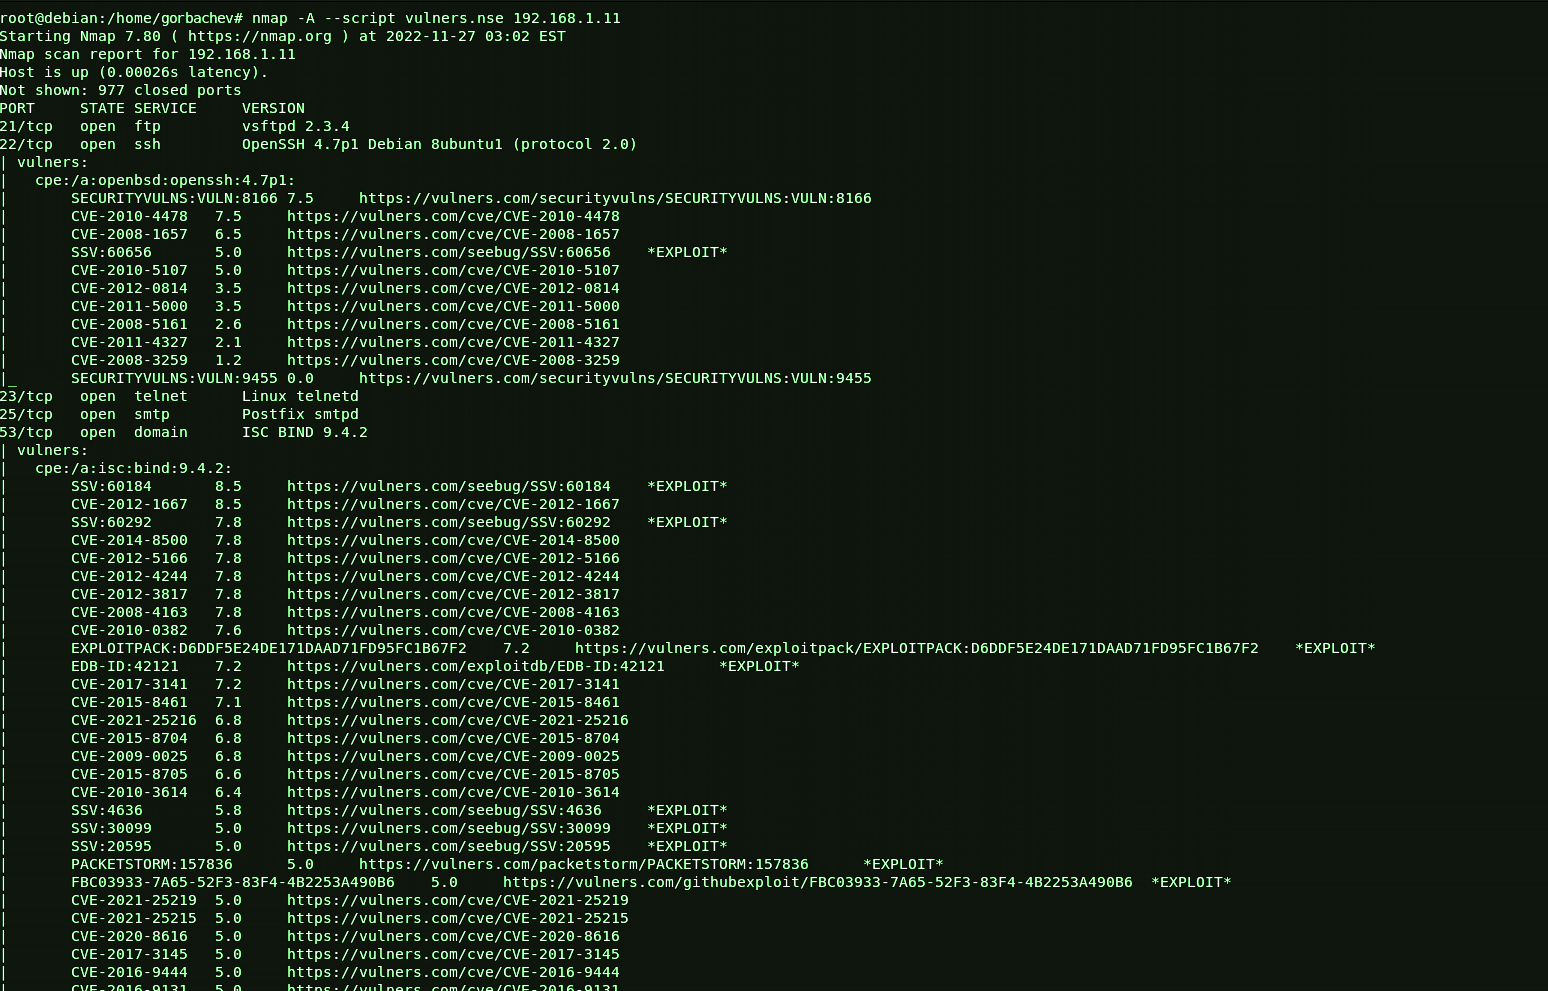 root@debian:/home/gorbachev# nmap -A --script vulners.nse 192.168.1.11
Starting Nmap 7.80 ( https://nmap.org ) at 2022-11-27 03:02 EST
Nmap scan report for 192.168.1.11
Host is up (0.00026s latency).
Not shown: 977 closed ports
PORT     STATE SERVICE     VERSION
21/tcp   open  ftp         vsftpd 2.3.4
22/tcp   open  ssh         OpenSSH 4.7p1 Debian 8ubuntu1 (protocol 2.0)
| vulners:
|   cpe:/a:openbsd:openssh:4.7p1:
|       SECURITYVULNS:VULN:8166 7.5     https://vulners.com/securityvulns/SECURITYVULNS:VULN:8166
|       CVE-2010-4478   7.5     https://vulners.com/cve/CVE-2010-4478
|       CVE-2008-1657   6.5     https://vulners.com/cve/CVE-2008-1657
|       SSV:60656       5.0     https://vulners.com/seebug/SSV:60656    *EXPLOIT*
|       CVE-2010-5107   5.0     https://vulners.com/cve/CVE-2010-5107
|       CVE-2012-0814   3.5     https://vulners.com/cve/CVE-2012-0814
|       CVE-2011-5000   3.5     https://vulners.com/cve/CVE-2011-5000
|       CVE-2008-5161   2.6     https://vulners.com/cve/CVE-2008-5161
|       CVE-2011-4327   2.1     https://vulners.com/cve/CVE-2011-4327
|       CVE-2008-3259   1.2     https://vulners.com/cve/CVE-2008-3259
|_      SECURITYVULNS:VULN:9455 0.0     https://vulners.com/securityvulns/SECURITYVULNS:VULN:9455
23/tcp   open  telnet      Linux telnetd
25/tcp   open  smtp        Postfix smtpd
53/tcp   open  domain      ISC BIND 9.4.2
| vulners:
|   cpe:/a:isc:bind:9.4.2:
|       SSV:60184       8.5     https://vulners.com/seebug/SSV:60184    *EXPLOIT*
|       CVE-2012-1667   8.5     https://vulners.com/cve/CVE-2012-1667
|       SSV:60292       7.8     https://vulners.com/seebug/SSV:60292    *EXPLOIT*
|       CVE-2014-8500   7.8     https://vulners.com/cve/CVE-2014-8500
|       CVE-2012-5166   7.8     https://vulners.com/cve/CVE-2012-5166
|       CVE-2012-4244   7.8     https://vulners.com/cve/CVE-2012-4244
|       CVE-2012-3817   7.8     https://vulners.com/cve/CVE-2012-3817
|       CVE-2008-4163   7.8     https://vulners.com/cve/CVE-2008-4163
|       CVE-2010-0382   7.6     https://vulners.com/cve/CVE-2010-0382
|       EXPLOITPACK:D6DDF5E24DE171DAAD71FD95FC1B67F2    7.2     https://vulners.com/exploitpack/EXPLOITPACK:D6DDF5E24DE171DAAD71FD95FC1B67F2    *EXPLOIT*
|       EDB-ID:42121    7.2     https://vulners.com/exploitdb/EDB-ID:42121      *EXPLOIT*
|       CVE-2017-3141   7.2     https://vulners.com/cve/CVE-2017-3141
|       CVE-2015-8461   7.1     https://vulners.com/cve/CVE-2015-8461
|       CVE-2021-25216  6.8     https://vulners.com/cve/CVE-2021-25216
|       CVE-2015-8704   6.8     https://vulners.com/cve/CVE-2015-8704
|       CVE-2009-0025   6.8     https://vulners.com/cve/CVE-2009-0025
|       CVE-2015-8705   6.6     https://vulners.com/cve/CVE-2015-8705
|       CVE-2010-3614   6.4     https://vulners.com/cve/CVE-2010-3614
|       SSV:4636        5.8     https://vulners.com/seebug/SSV:4636     *EXPLOIT*
|       SSV:30099       5.0     https://vulners.com/seebug/SSV:30099    *EXPLOIT*
|       SSV:20595       5.0     https://vulners.com/seebug/SSV:20595    *EXPLOIT*
|       PACKETSTORM:157836      5.0     https://vulners.com/packetstorm/PACKETSTORM:157836      *EXPLOIT*
|       FBC03933-7A65-52F3-83F4-4B2253A490B6    5.0     https://vulners.com/githubexploit/FBC03933-7A65-52F3-83F4-4B2253A490B6  *EXPLOIT*
|       CVE-2021-25219  5.0     https://vulners.com/cve/CVE-2021-25219
|       CVE-2021-25215  5.0     https://vulners.com/cve/CVE-2021-25215
|       CVE-2020-8616   5.0     https://vulners.com/cve/CVE-2020-8616
|       CVE-2017-3145   5.0     https://vulners.com/cve/CVE-2017-3145
|       CVE-2016-9444   5.0     https://vulners.com/cve/CVE-2016-9444
|       CVE-2016-9131   5.0     https://vulners.com/cve/CVE-2016-9131